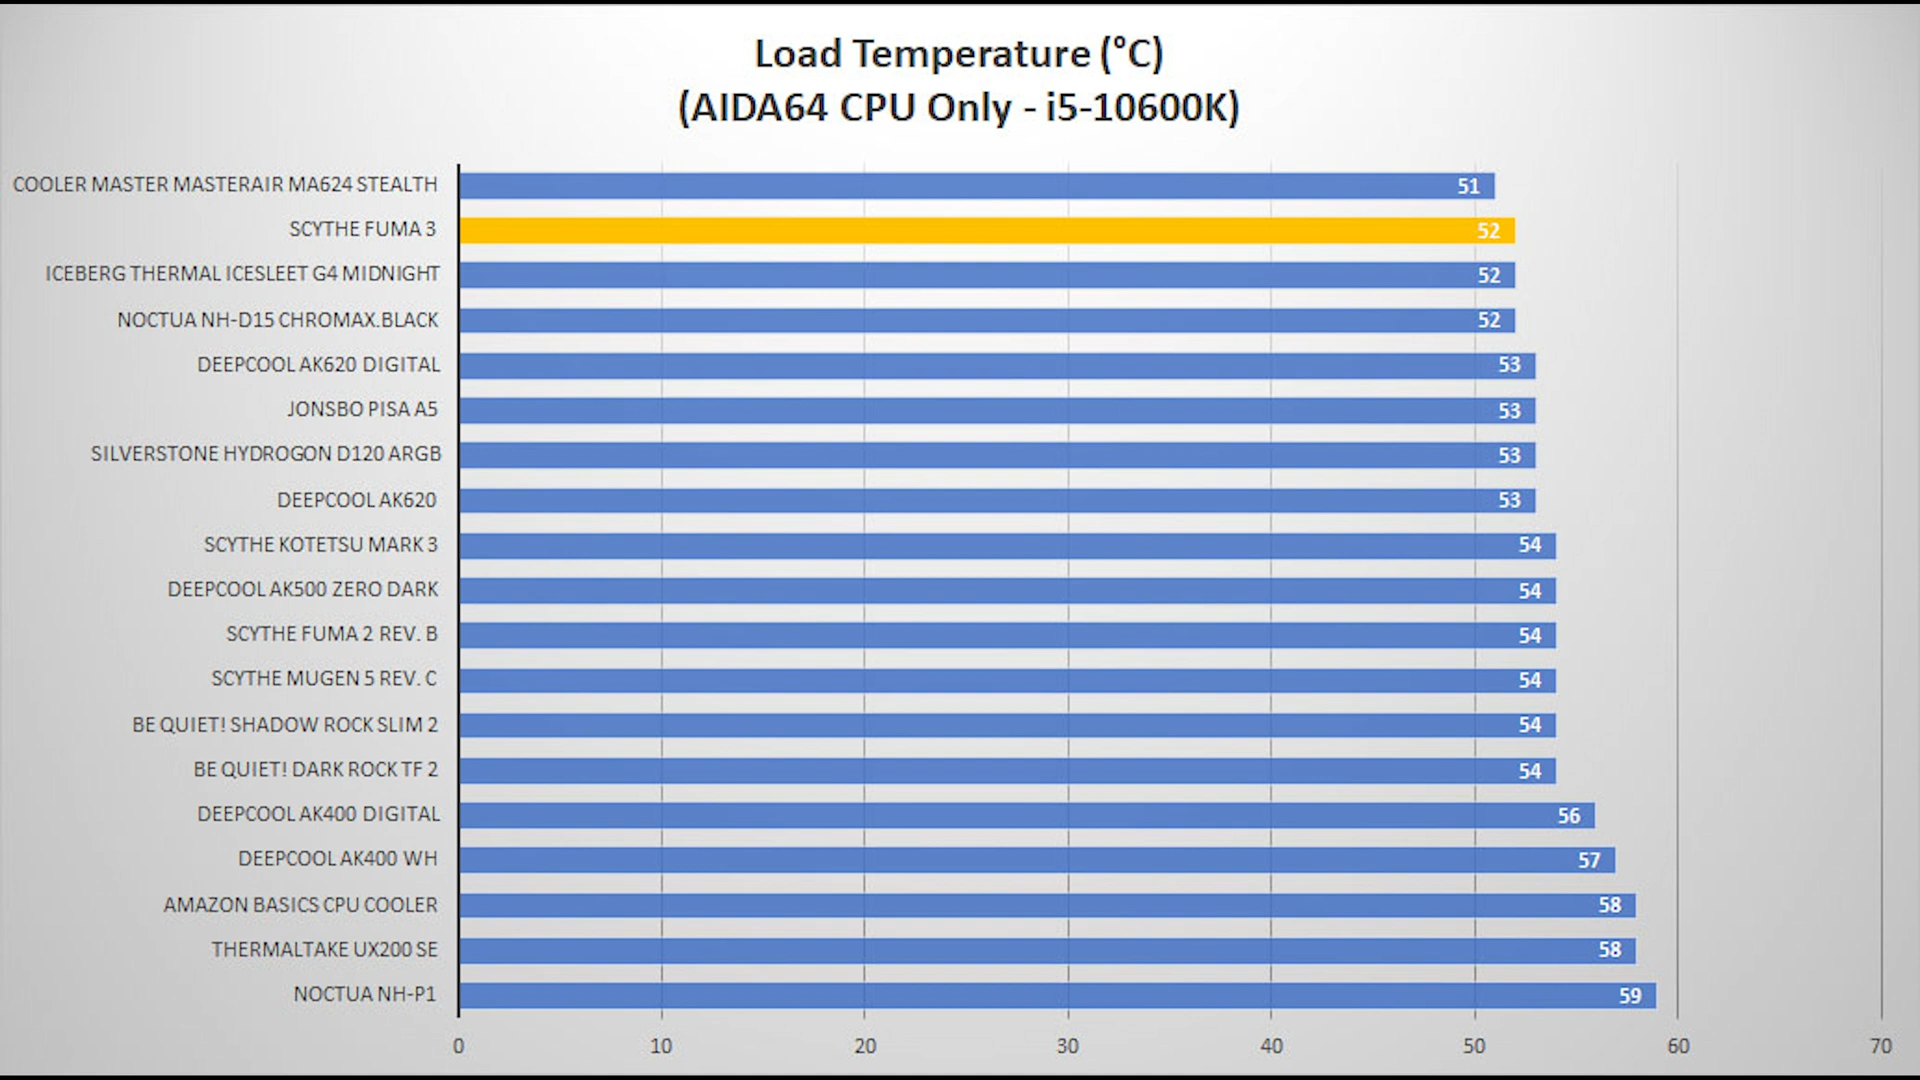 Load Temperature (°C)
(AIDA64 CPU Only - i5-10600K)
COOLER MASTER MASTERAIR MA624 STEALTH 51
SCYTHE FUMA 3 52
ICEBERG THERMAL ICESLEET G4 MIDNIGHT 52
NOCTUA NH-D15 CHROMAX.BLACK 52
DEEPCOOL AK620 DIGITAL 53
JONSBO PISA A5 53
SILVERSTONE HYDROGON D120 ARGB 53
DEEPCOOL AK620 53
SCYTHE KOTETSU MARK 3 54
DEEPCOOL AK500 ZERO DARK 54
SCYTHE FUMA 2 REV. B 54
SCYTHE MUGEN 5 REV. C 54
BE QUIET! SHADOW ROCK SLIM 2 54
BE QUIET! DARK ROCK TF 2 54
DEEPCOOL AK400 DIGITAL 56
DEEPCOOL AK400 WH 57
AMAZON BASICS CPU COOLER 58
THERMALTAKE UX200 SE 58
NOCTUA NH-P1 59
0 10 20 30 40 50 60 70